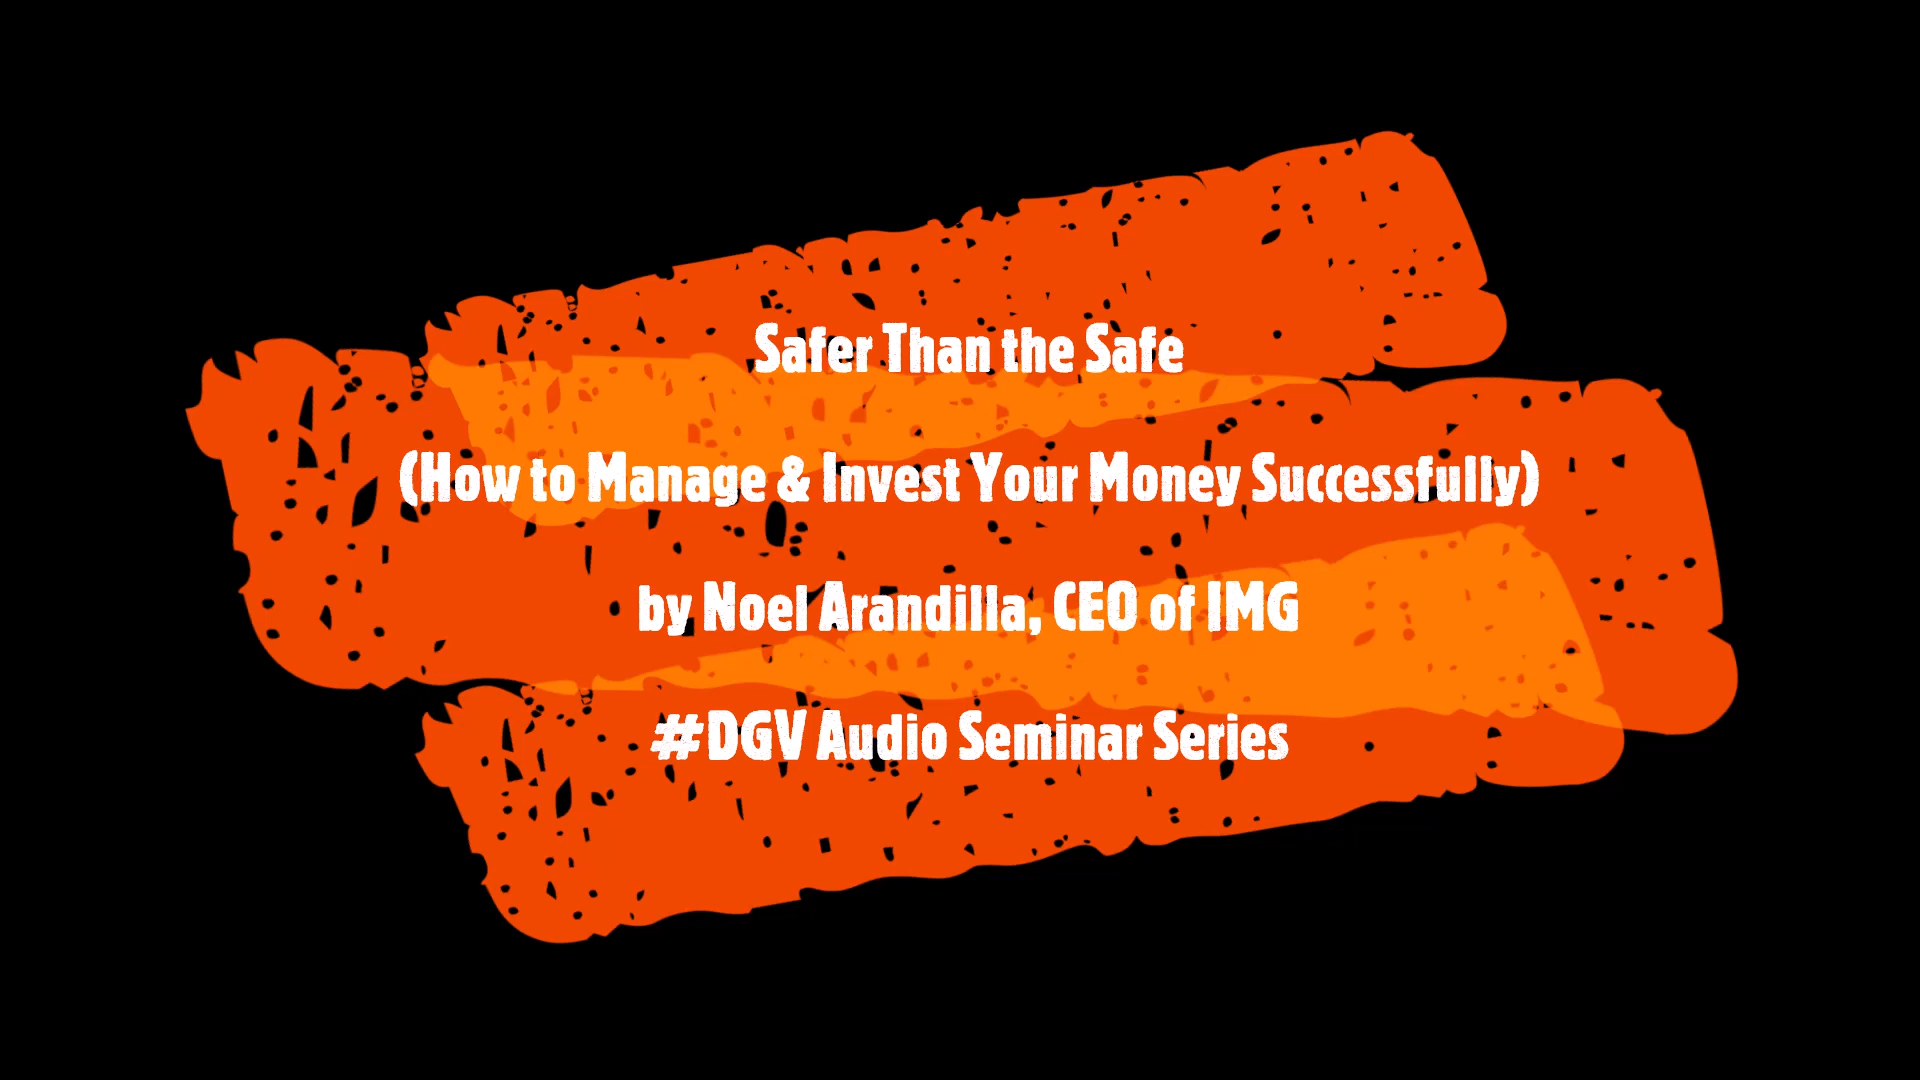 Safer Than the Safe
(How to Manage & Invest Your Money Successfully)
by Noel Arandilla, CEO of IMG
#DGV Audio Seminar Series